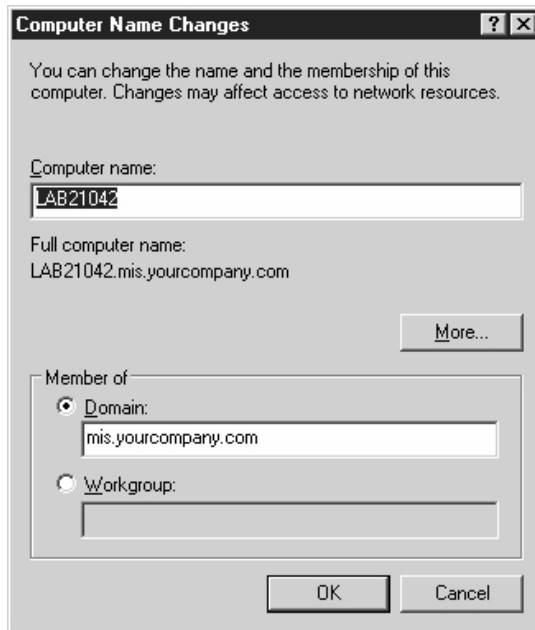 Computer Name Changes
You can change the name and the membership of this
computer. Changes may affect access to network resources.
Computer name:
LAB21042
Full computer name:
LAB21042.mis.yourcompany.com
More...
Member of
Domain:
mis.yourcompany.com
Workgroup:
OK Cancel